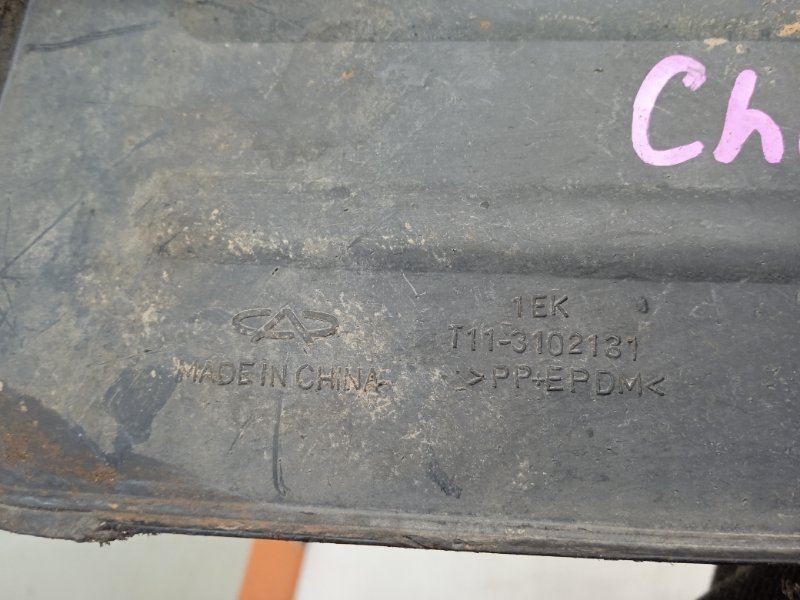 Ch
1EK
T11-3102131
MADE IN CHINA
>PP+EPDM<